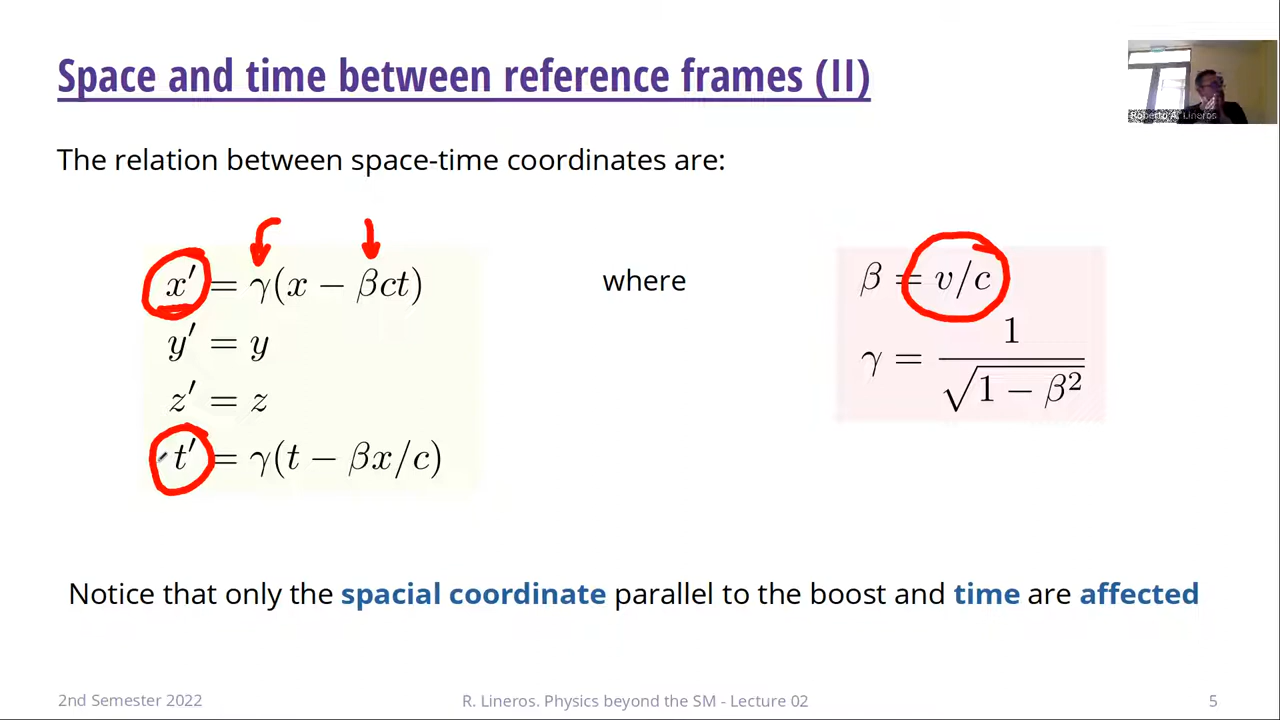 Space and time between reference frames (II)
Roberto A. Lineros
The relation between space-time coordinates are:
x′ = γ(x − βct)
y′ = y
z′ = z
t′ = γ(t − βx/c)
where
β = v/c
γ = 1 / √(1 − β²)
Notice that only the spacial coordinate parallel to the boost and time are affected
2nd Semester 2022
R. Lineros. Physics beyond the SM - Lecture 02
5